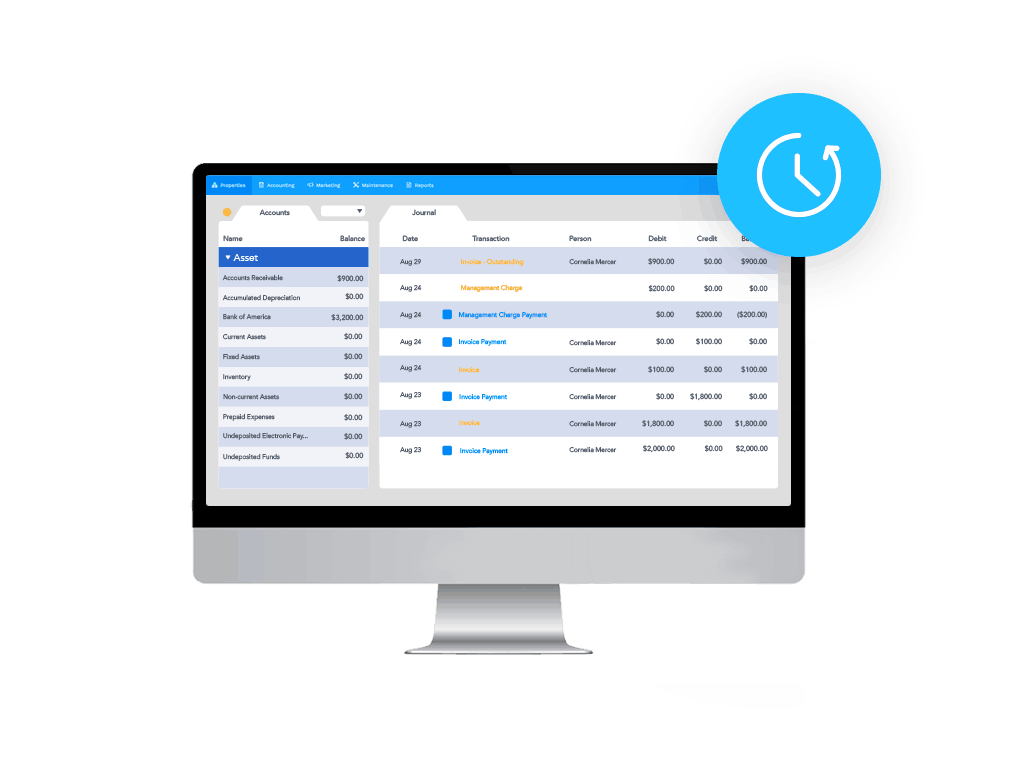 Properties Accounting Marketing Maintenance Reports
Accounts
Name Balance
Asset
Accounts Receivable $900.00
Accumulated Depreciation $0.00
Bank of America $3,200.00
Current Assets $0.00
Fixed Assets $0.00
Inventory $0.00
Non-current Assets $0.00
Prepaid Expenses $0.00
Undeposited Electronic Pay... $0.00
Undeposited Funds $0.00
Journal
Date Transaction Person Debit Credit
Aug 29 Invoice - Outstanding Cornelia Mercer $900.00 $0.00 $900.00
Aug 24 Management Charge $200.00 $0.00 $0.00
Aug 24 Management Charge Payment $0.00 $200.00 ($200.00)
Aug 24 Invoice Payment Cornelia Mercer $0.00 $100.00 $0.00
Aug 24 Invoice Cornelia Mercer $100.00 $0.00 $100.00
Aug 23 Invoice Payment Cornelia Mercer $0.00 $1,800.00 $0.00
Aug 23 Invoice Cornelia Mercer $1,800.00 $0.00 $1,800.00
Aug 23 Invoice Payment Cornelia Mercer $2,000.00 $0.00 $2,000.00